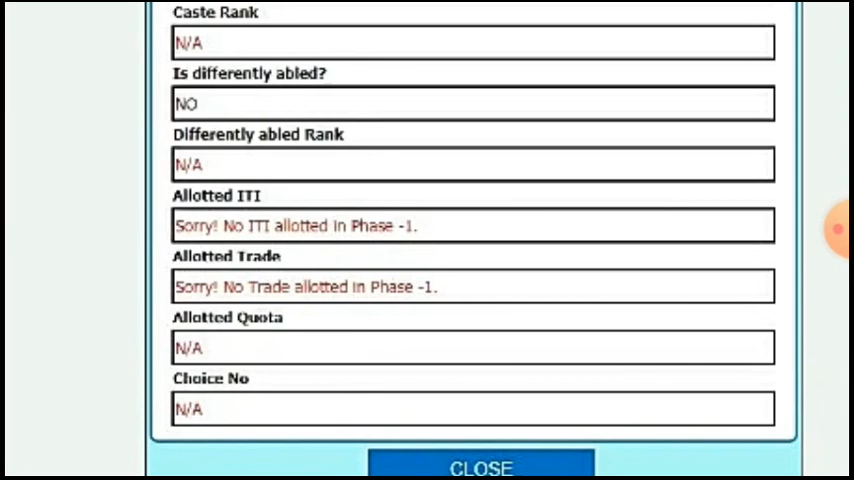 Caste Rank
N/A
Is differently abled?
NO
Differently abled Rank
N/A
Allotted ITI
Sorry! No ITI allotted in Phase -1.
Allotted Trade
Sorry! No Trade allotted in Phase -1.
Allotted Quota
N/A
Choice No
N/A
CLOSE